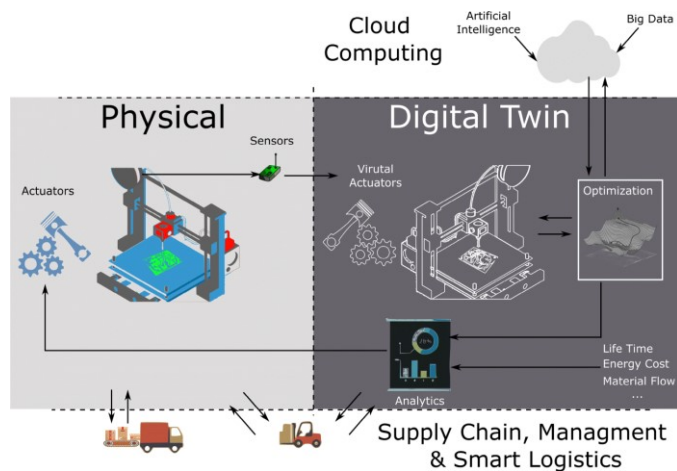 Cloud
Computing
Artificial
Intelligence
Big Data
Physical
Digital Twin
Sensors
Actuators
Virutal
Actuators
Optimization
78%
Life Time
Energy Cost
Material Flow
...
Analytics
Supply Chain, Managment
& Smart Logistics